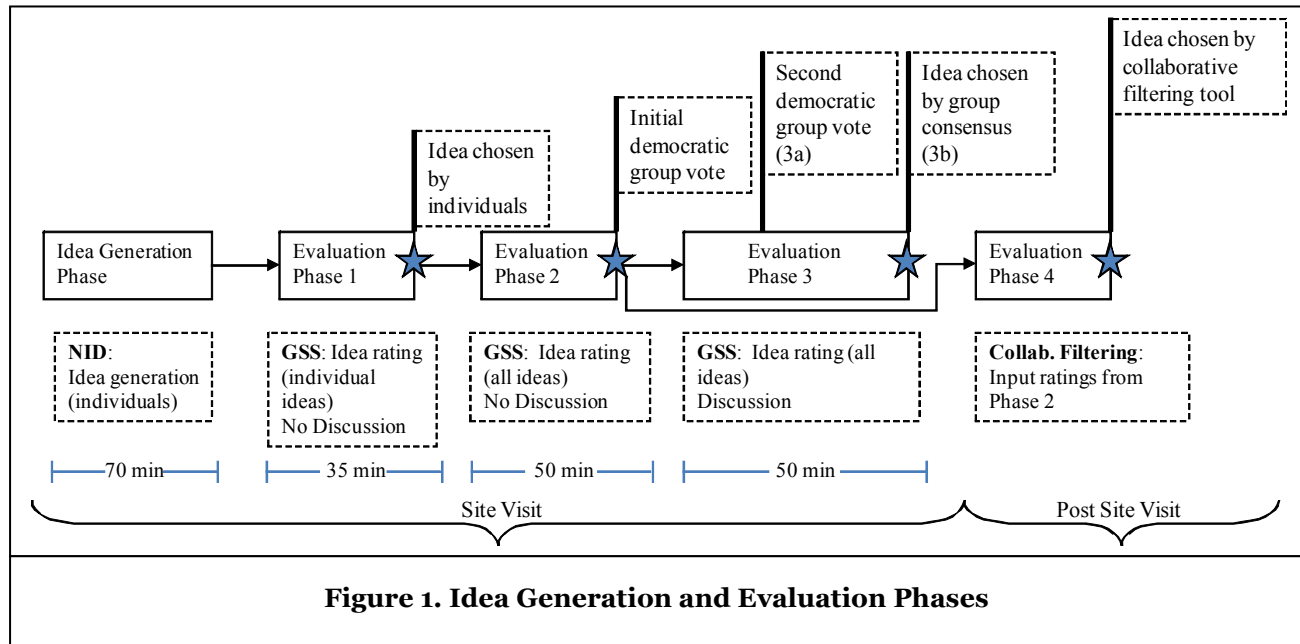 Idea chosen by
collaborative
filtering tool
Second
democratic
group vote
(3a)
Idea chosen
by group
consensus
(3b)
Initial
democratic
group vote
Idea chosen
by
individuals
Idea Generation
Phase
Evaluation
Phase 1
Evaluation
Phase 2
Evaluation
Phase 3
Evaluation
Phase 4
NID:
Idea generation
(individuals)
GSS: Idea rating
(individual
ideas)
No Discussion
GSS: Idea rating
(all ideas)
No Discussion
GSS: Idea rating (all
ideas)
Discussion
Collab. Filtering:
Input ratings from
Phase 2
70 min
35 min
50 min
50 min
Site Visit
Post Site Visit
Figure 1. Idea Generation and Evaluation Phases